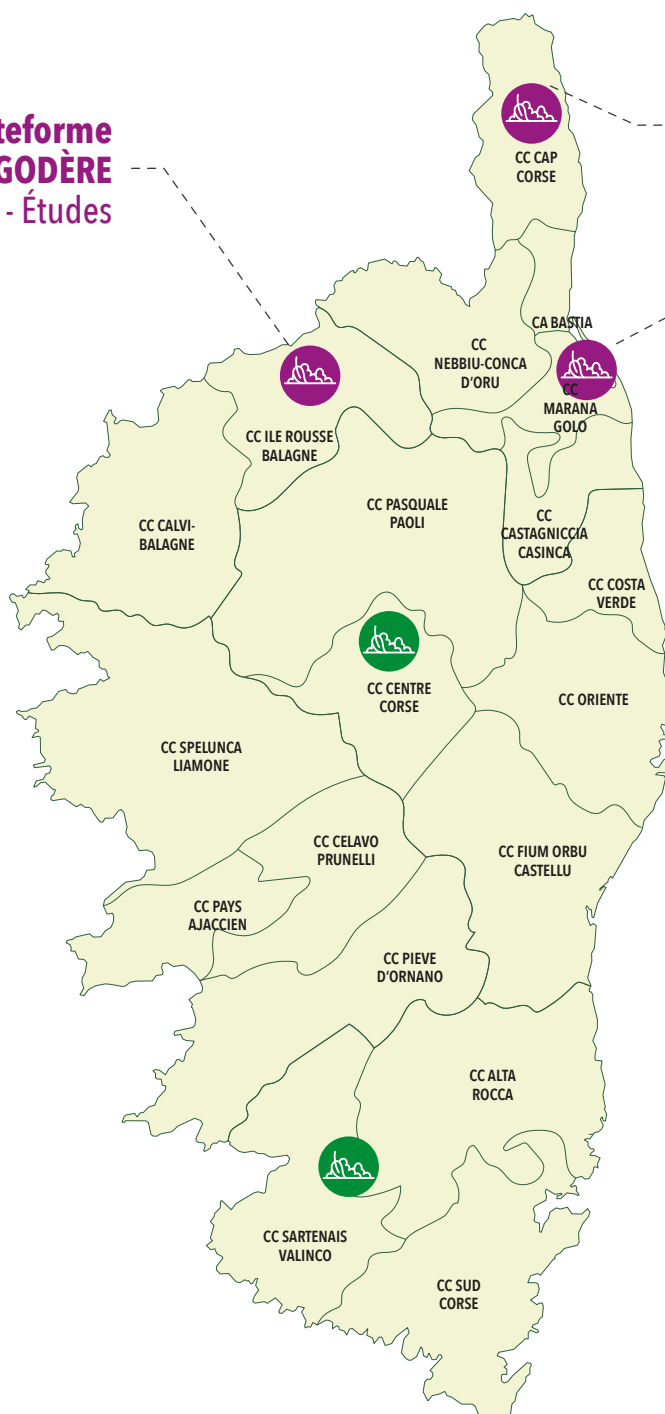 CC CAP
CORSE
teforme
GODÈRE
- Études
CA BASTIA
CC
NEBBIU-CONCA
D'ORU
CC
MARANA
GOLO
CC ILE ROUSSE
BALAGNE
CC PASQUALE
PAOLI
CC CALVI-
BALAGNE
CC
CASTAGNICCIA
CASINCA
CC COSTA
VERDE
CC CENTRE
CORSE
CC ORIENTE
CC SPELUNCA
LIAMONE
CC CELAVO
PRUNELLI
CC FIUM ORBU
CASTELLU
CC PAYS
AJACCIEN
CC PIEVE
D'ORNANO
CC ALTA
ROCCA
CC SARTENAIS
VALINCO
CC SUD
CORSE